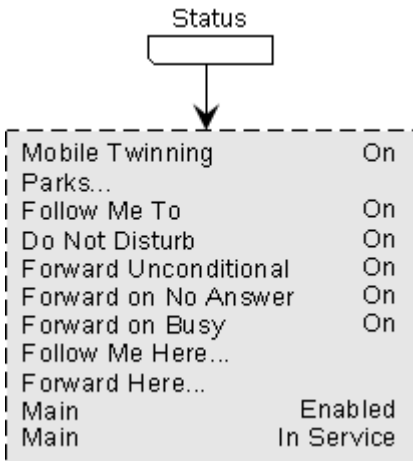 Status
Mobile Twinning On
Parks...
Follow Me To On
Do Not Disturb On
Forward Unconditional On
Forward on No Answer On
Forward on Busy On
Follow Me Here...
Forward Here...
Main Enabled
Main In Service